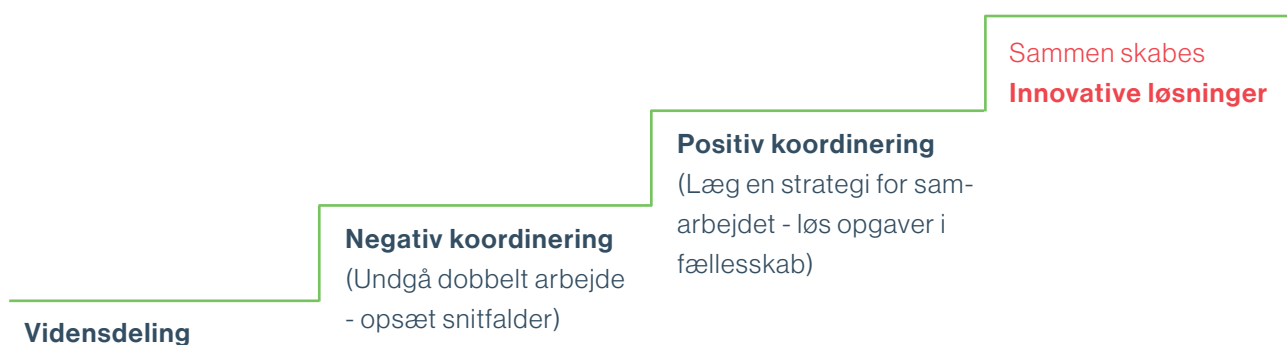 Sammen skabes
Innovative løsninger
Positiv koordinering
(Læg en strategi for sam-
arbejdet - løs opgaver i
fællesskab)
Negativ koordinering
(Undgå dobbelt arbejde
- opsæt snitfalder)
Vidensdeling